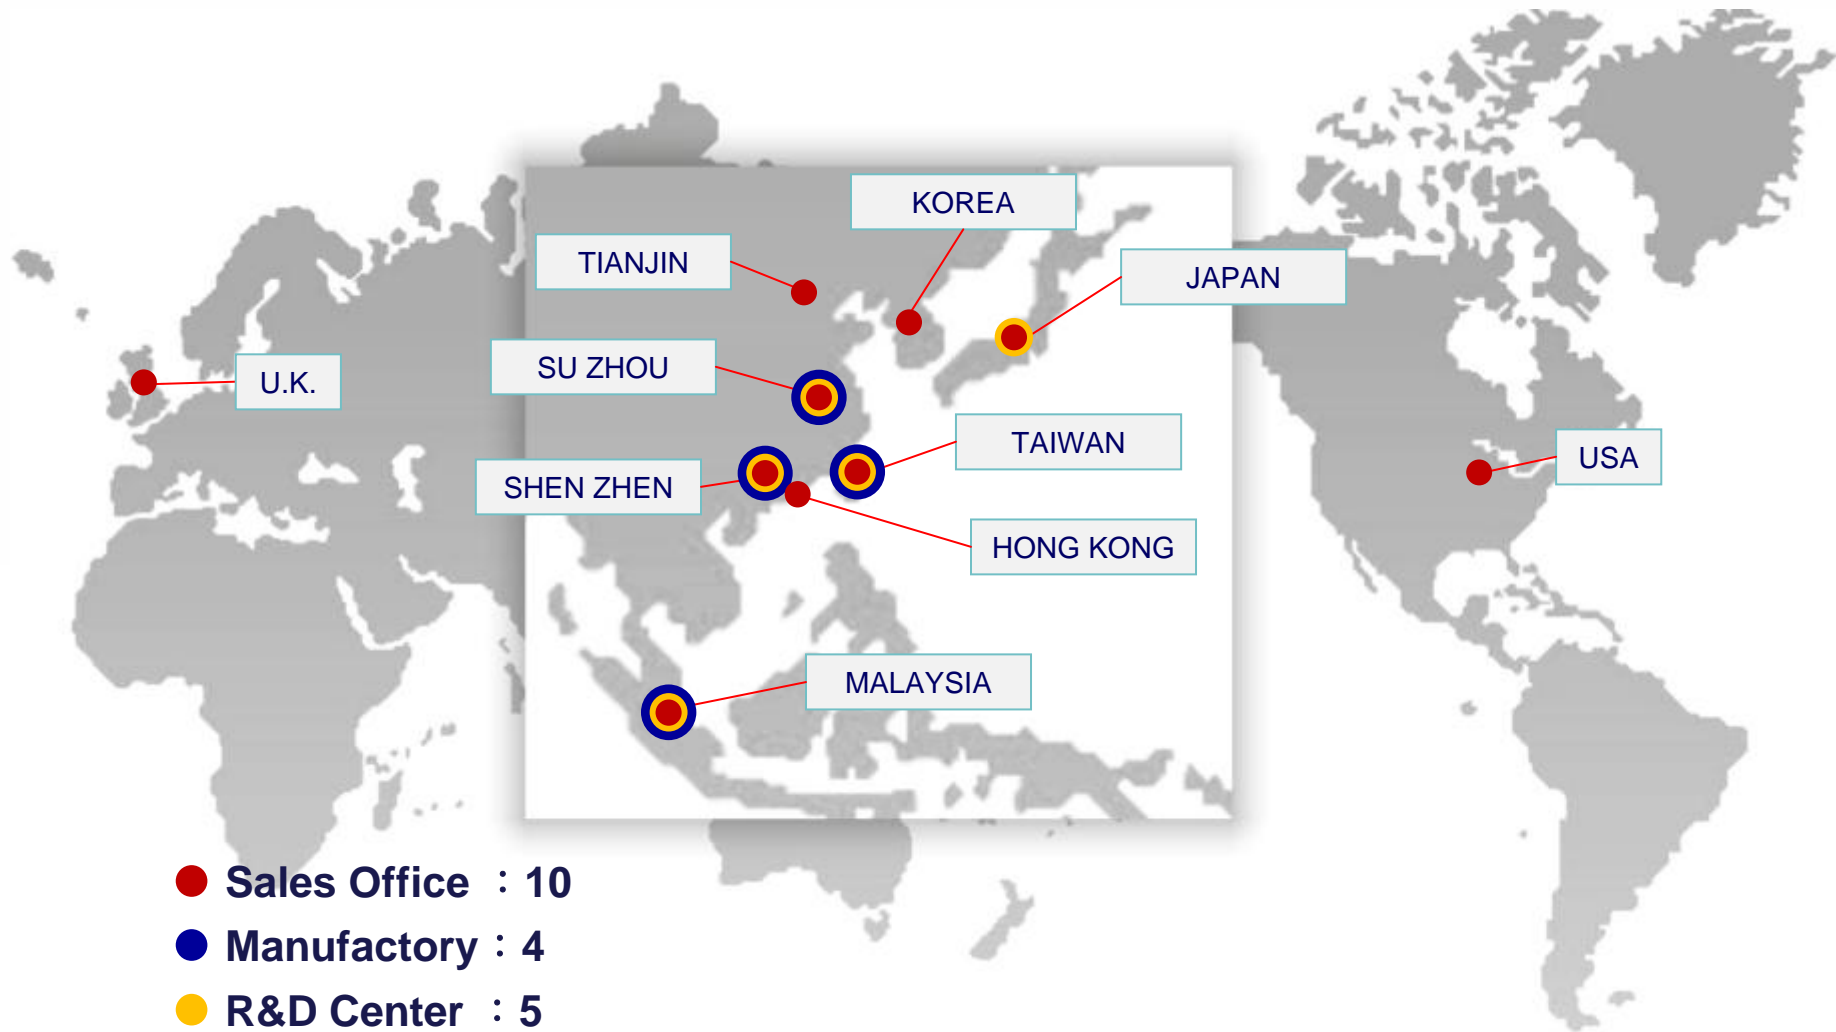 KOREA
TIANJIN
JAPAN
SU ZHOU
U.K.
TAIWAN
USA
SHEN ZHEN
HONG KONG
MALAYSIA
Sales Office ：10
Manufactory：4
R&D Center ：5